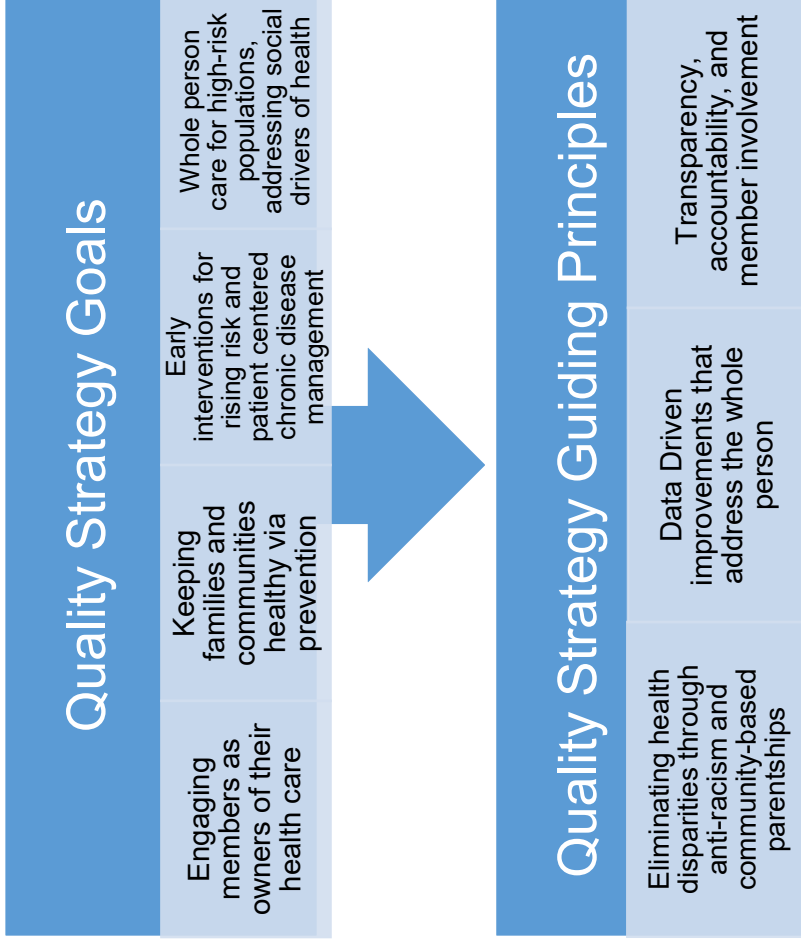 Quality Strategy Goals
Engaging
members as
owners of their
health care
Keeping
families and
communities
healthy via
prevention
Early
interventions for
rising risk and
patient centered
chronic disease
management
Whole person
care for high-risk
populations,
addressing social
drivers of health
Quality Strategy Guiding Principles
Eliminating health
disparities through
anti-racism and
community-based
parentships
Data Driven
improvements that
address the whole
person
Transparency,
accountability, and
member involvement